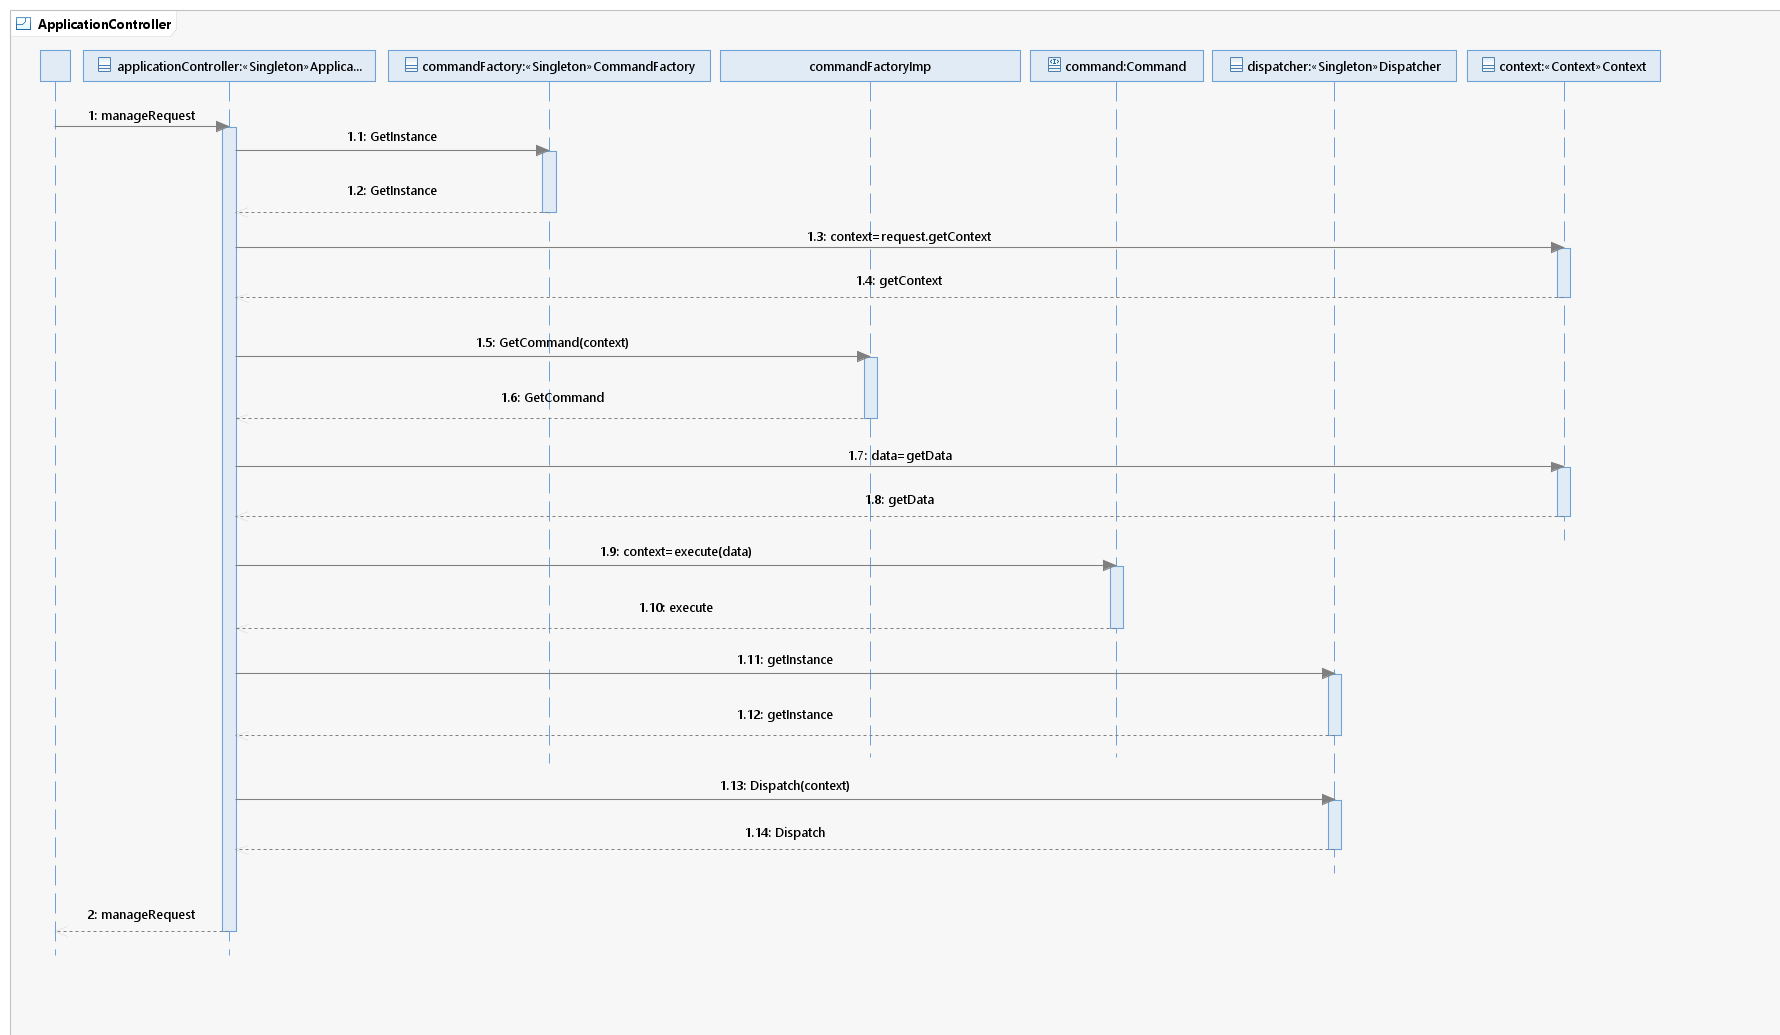 ApplicationController
applicationController:«Singleton»Applica...
commandFactory:«Singleton»CommandFactory
commandFactoryImp
command:Command
dispatcher:«Singleton»Dispatcher
context:«Context»Context
1: manageRequest
1.1: GetInstance
1.2: GetInstance
1.3: context=request.getContext
1.4: getContext
1.5: GetCommand(context)
1.6: GetCommand
1.7: data=getData
1.8: getData
1.9: context=execute(data)
1.10: execute
1.11: getInstance
1.12: getInstance
1.13: Dispatch(context)
1.14: Dispatch
2: manageRequest